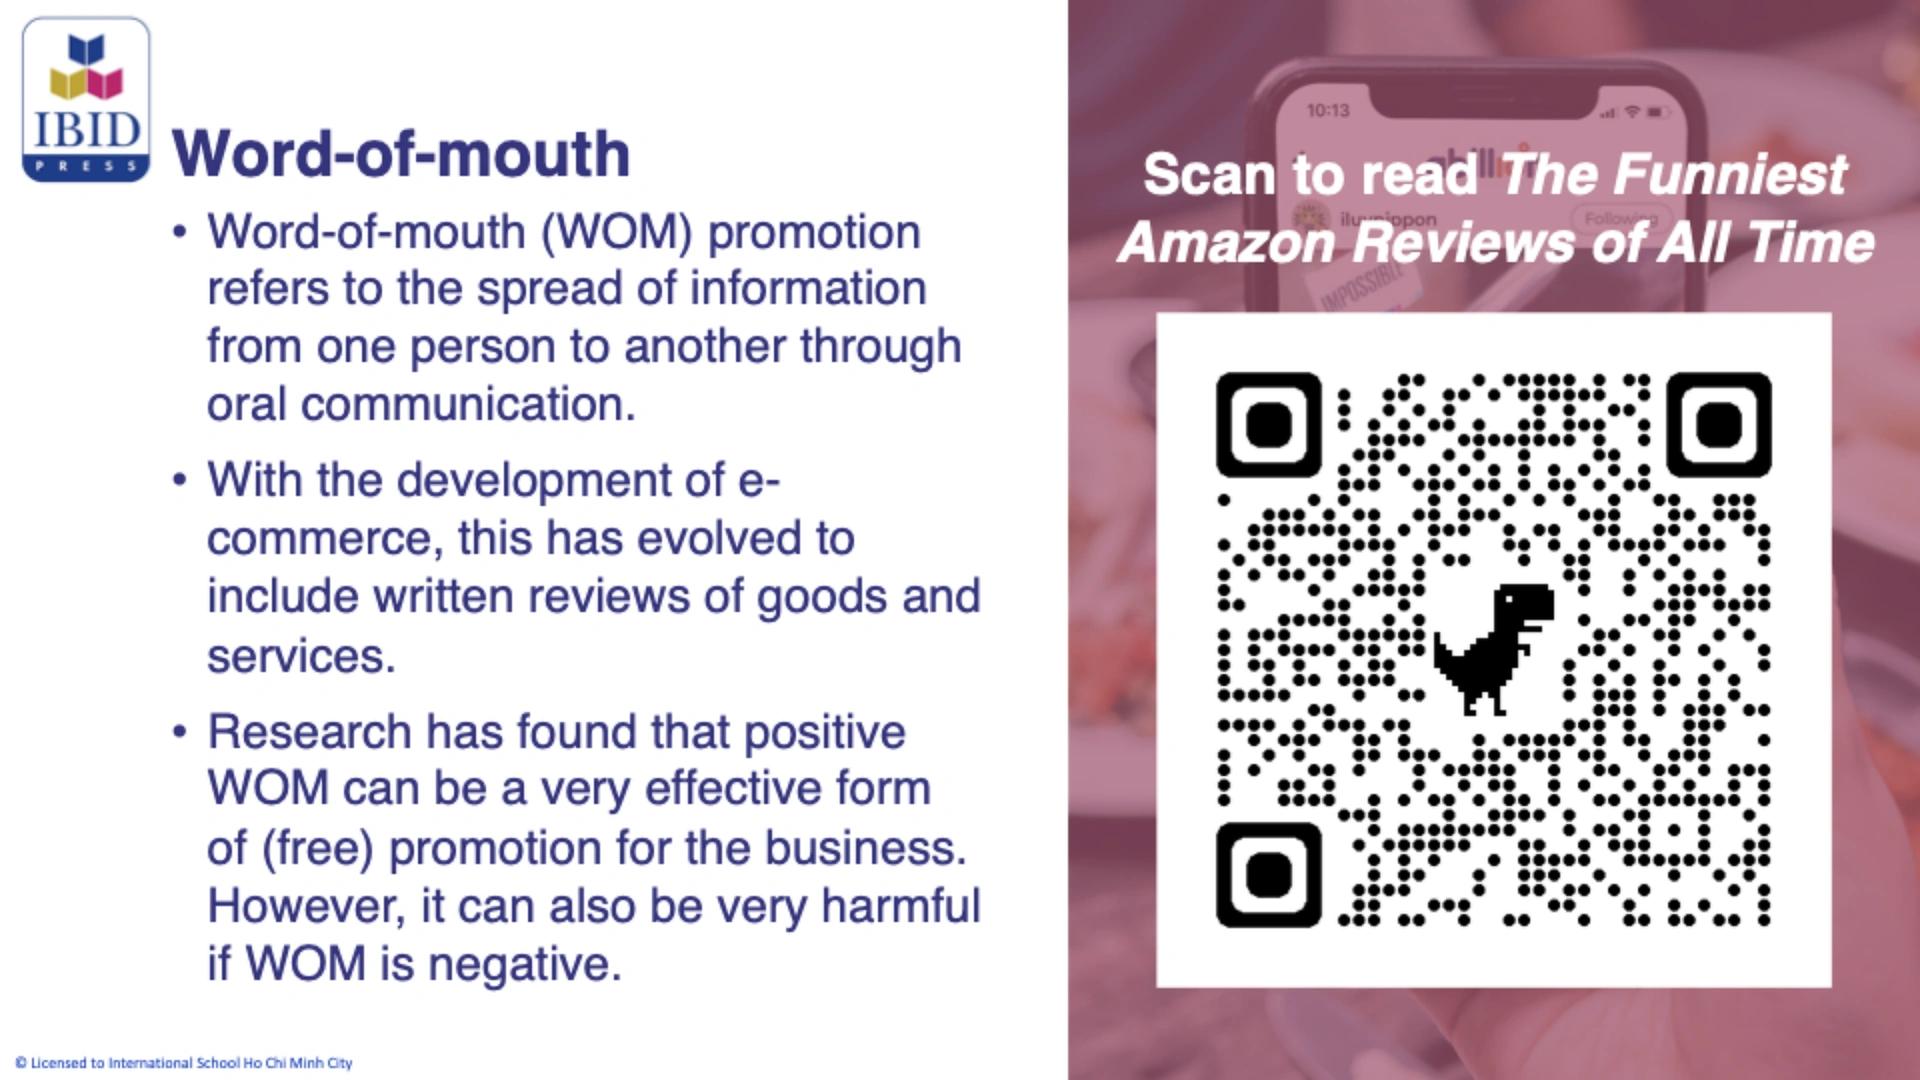 IBID
PRESS
Word-of-mouth
• Word-of-mouth (WOM) promotion
refers to the spread of information
from one person to another through
oral communication.
• With the development of e-
commerce, this has evolved to
include written reviews of goods and
services.
• Research has found that positive
WOM can be a very effective form
of (free) promotion for the business.
However, it can also be very harmful
if WOM is negative.
© Licensed to International School Ho Chi Minh City
10:13
Scan to read The Funniest
Amazon Reviews of All Time
Following
IMPOSSIBLE